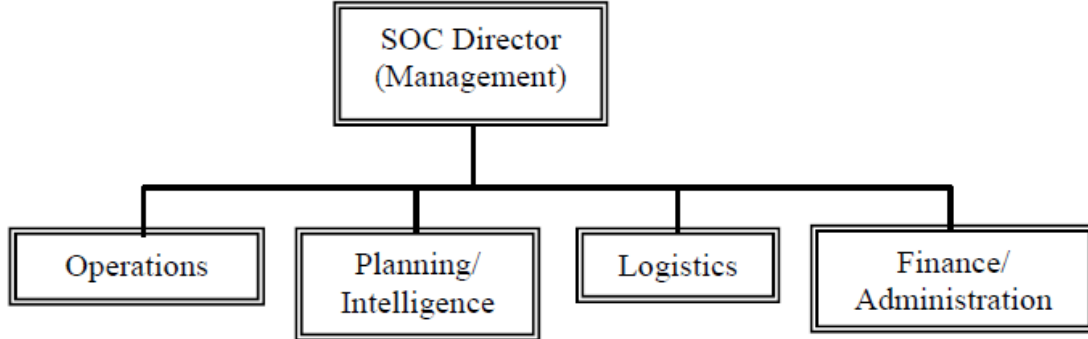 SOC Director
(Management)
Operations
Planning/
Intelligence
Logistics
Finance/
Administration